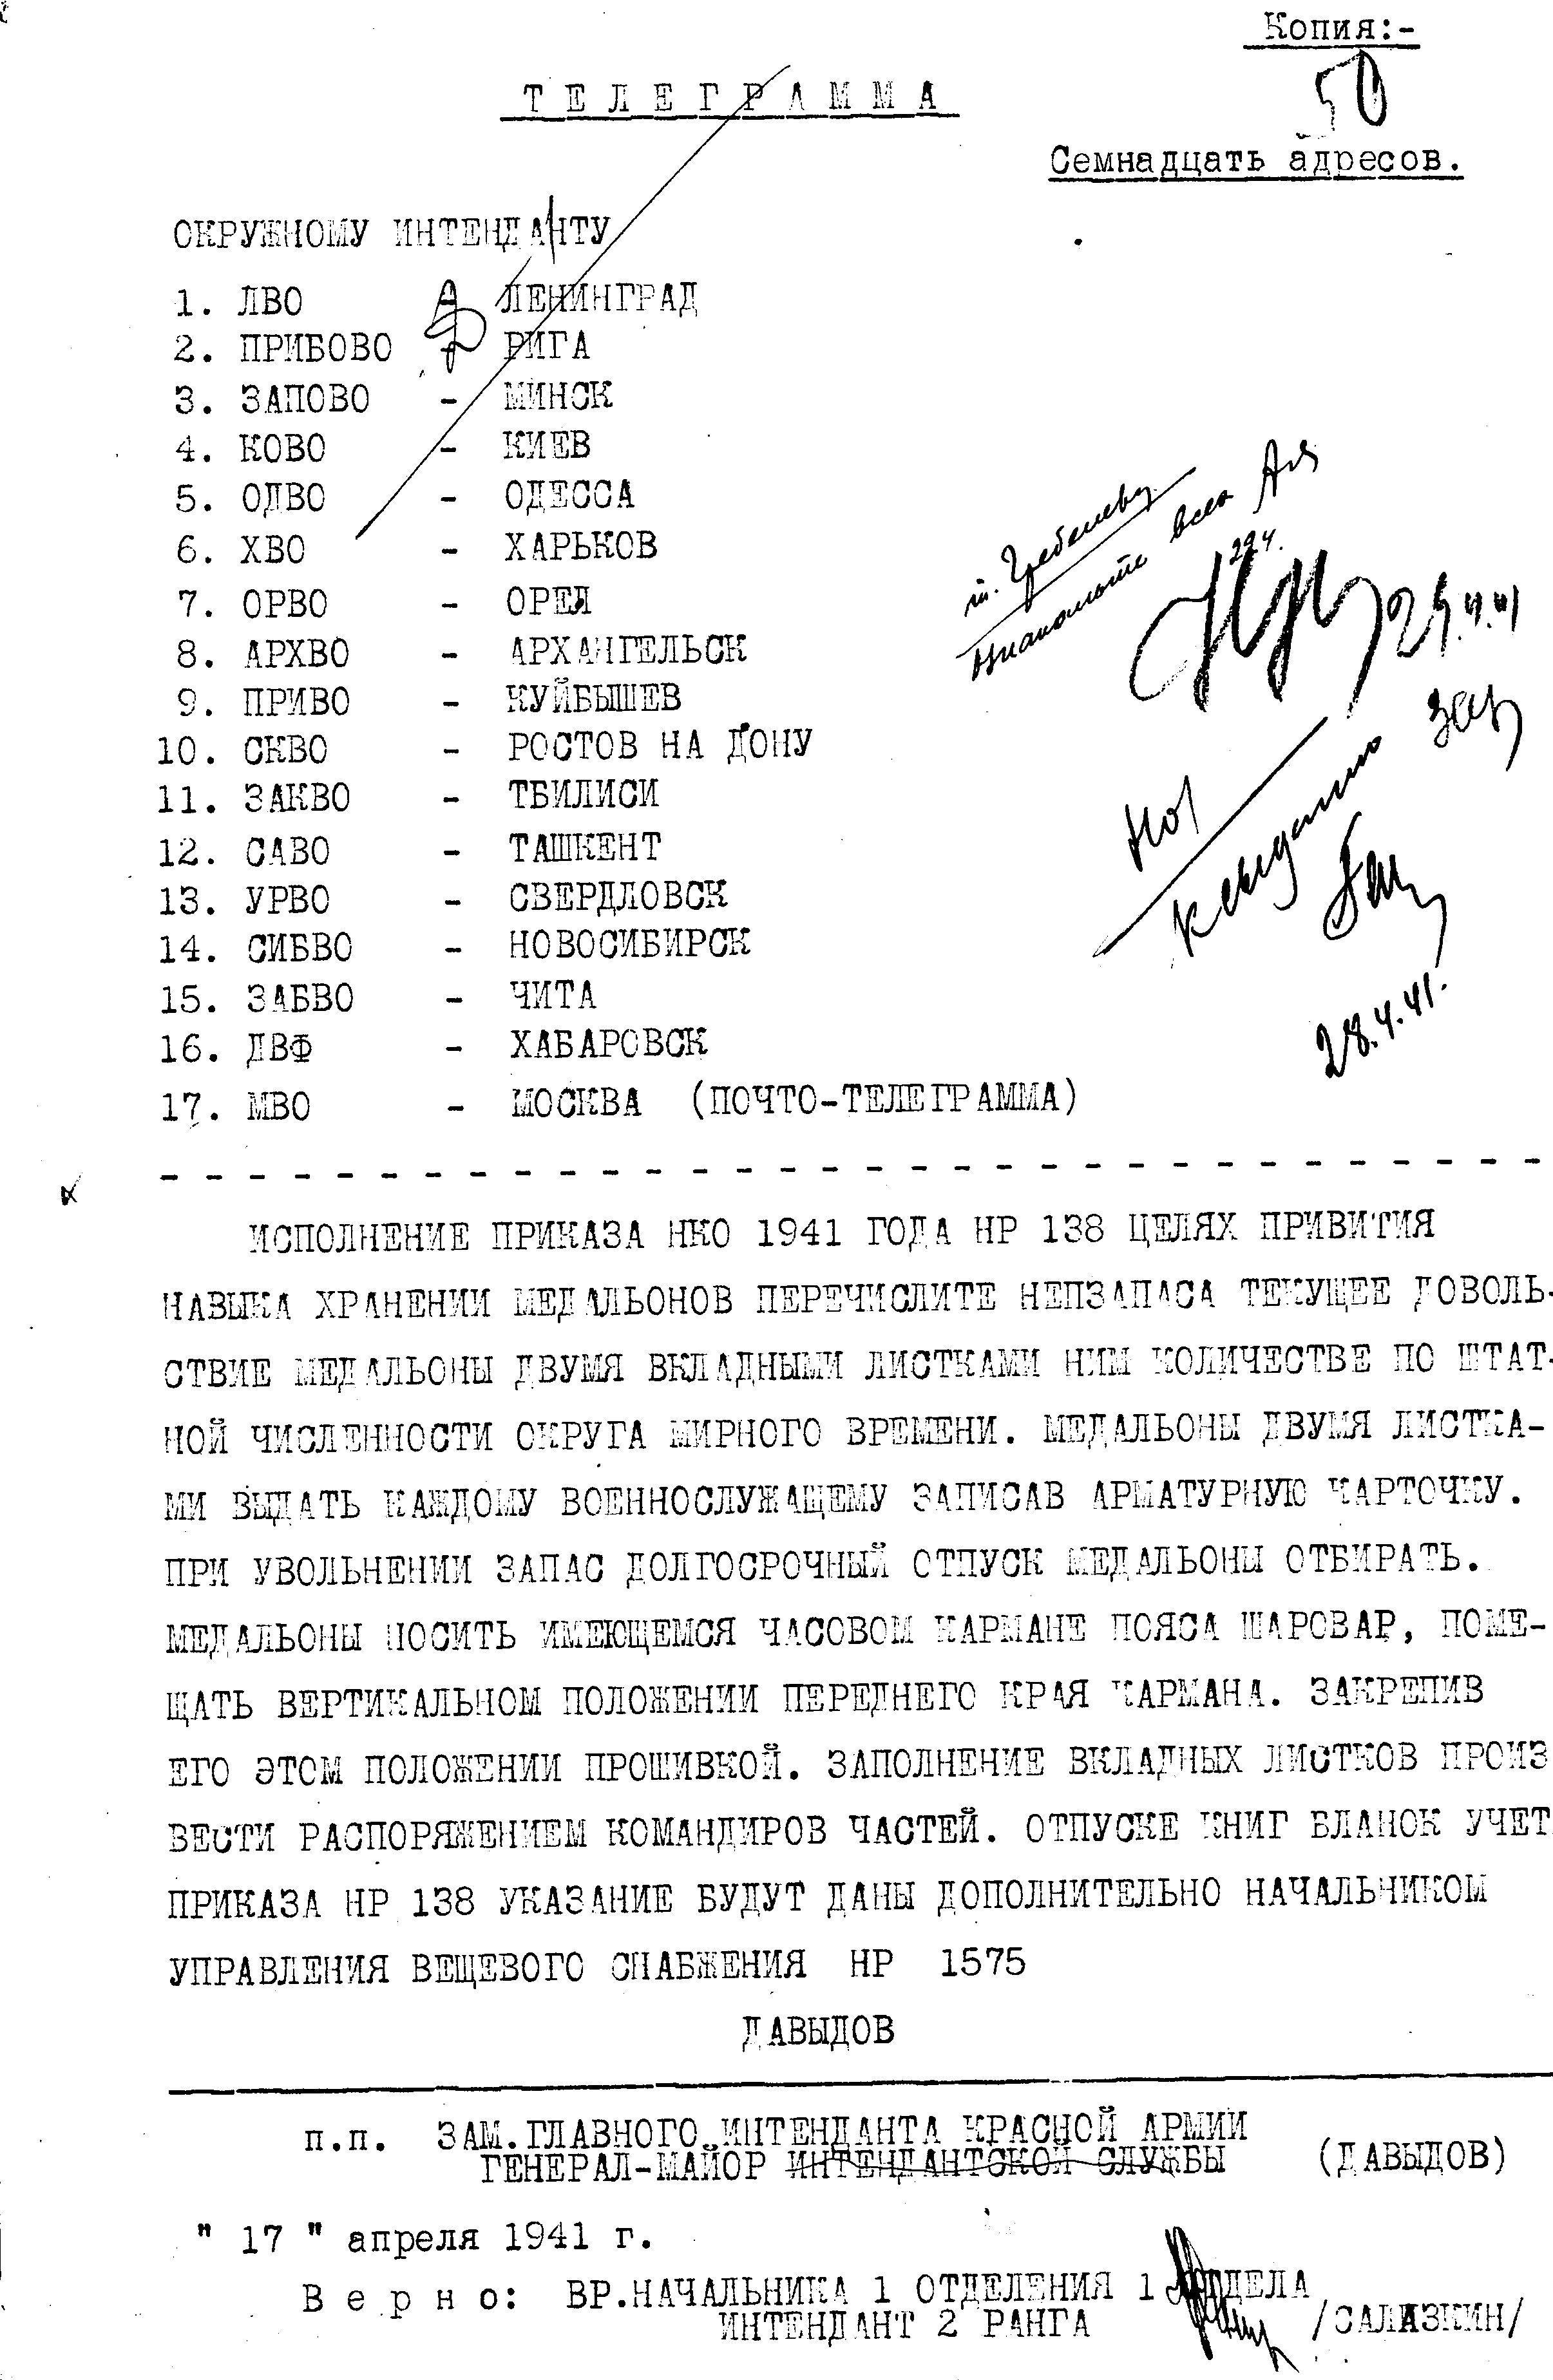 Копия:-
50
ТЕЛЕГРАММА
Семнадцать адресов.
ОКРУЖНОМУ ИНТЕНДАНТУ
1. ЛВО - ЛЕНИНГРАД
2. ПРИБОВО - РИГА
3. ЗАПОВО - МИНСК
4. КОВО - КИЕВ
5. ОДВО - ОДЕССА
6. ХВО - ХАРЬКОВ
7. ОРВО - ОРЕЛ
8. АРХВО - АРХАНГЕЛЬСК
9. ПРИВО - КУЙБЫШЕВ
10. СКВО - РОСТОВ НА ДОНУ
11. ЗАКВО - ТБИЛИСИ
12. САВО - ТАШКЕНТ
13. УРВО - СВЕРДЛОВСК
14. СИБВО - НОВОСИБИРСК
15. ЗАБВО - ЧИТА
16. ДВФ - ХАБАРОВСК
17. МВО - МОСКВА (ПОЧТО-ТЕЛЕГРАММА)
29.4.41
28.4.41.
ИСПОЛНЕНИЕ ПРИКАЗА НКО 1941 ГОДА НР 138 ЦЕЛЯХ ПРИВИТИЯ
НАВЫКА ХРАНЕНИИ МЕДАЛЬОНОВ ПЕРЕЧИСЛИТЕ НЕПЗАПАСА ТЕКУЩЕЕ ДОВОЛЬ-
СТВИЕ МЕДАЛЬОНЫ ДВУМЯ ВКЛАДНЫМИ ЛИСТКАМИ НИМ КОЛИЧЕСТВЕ ПО ШТАТ-
НОЙ ЧИСЛЕННОСТИ ОКРУГА МИРНОГО ВРЕМЕНИ. МЕДАЛЬОНЫ ДВУМЯ ЛИСТКА-
МИ ВЫДАТЬ КАЖДОМУ ВОЕННОСЛУЖАЩЕМУ ЗАПИСАВ АРМАТУРНУЮ КАРТОЧКУ.
ПРИ УВОЛЬНЕНИИ ЗАПАС ДОЛГОСРОЧНЫЙ ОТПУСК МЕДАЛЬОНЫ ОТБИРАТЬ.
МЕДАЛЬОНЫ НОСИТЬ ИМЕЮЩЕМСЯ ЧАСОВОМ КАРМАНЕ ПОЯСА ШАРОВАР, ПОМЕ-
ЩАТЬ ВЕРТИКАЛЬНОМ ПОЛОЖЕНИИ ПЕРЕДНЕГО КРАЯ КАРМАНА. ЗАКРЕПИВ
ЕГО ЭТОМ ПОЛОЖЕНИИ ПРОШИВКОЙ. ЗАПОЛНЕНИЕ ВКЛАДНЫХ ЛИСТКОВ ПРОИЗ
ВЕСТИ РАСПОРЯЖЕНИЕМ КОМАНДИРОВ ЧАСТЕЙ. ОТПУСКЕ КНИГ БЛАНОК УЧЕТ
ПРИКАЗА НР 138 УКАЗАНИЕ БУДУТ ДАНЫ ДОПОЛНИТЕЛЬНО НАЧАЛЬНИКОМ
УПРАВЛЕНИЯ ВЕЩЕВОГО СНАБЖЕНИЯ НР 1575
ДАВЫДОВ
п.п. ЗАМ.ГЛАВНОГО ИНТЕНДАНТА КРАСНОЙ АРМИИ
ГЕНЕРАЛ-МАЙОР ИНТЕНДАНТСКОЙ СЛУЖБЫ (ДАВЫДОВ)
" 17 " апреля 1941 г.
Верно: ВР.НАЧАЛЬНИКА 1 ОТДЕЛЕНИЯ 1 ОТДЕЛА
ИНТЕНДАНТ 2 РАНГА /САЛАЗКИН/